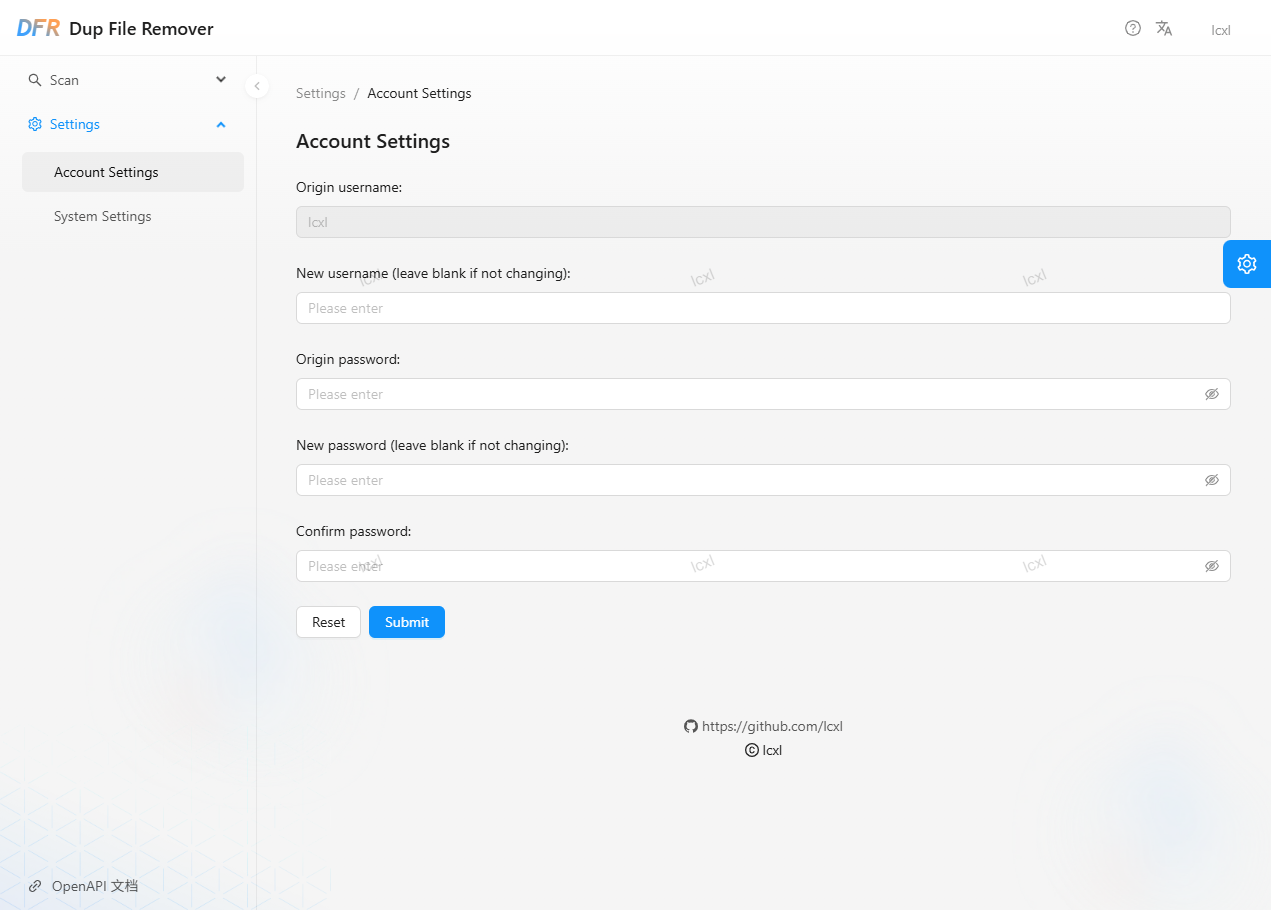 DFR Dup File Remover
lcxl
Scan
Settings
Account Settings
System Settings
OpenAPI 文档
Settings / Account Settings
Account Settings
Origin username:
lcxl
New username (leave blank if not changing):
lcxl lcxl lcxl
Please enter
Origin password:
Please enter
New password (leave blank if not changing):
Please enter
Confirm password:
Please enter
lcxl lcxl lcxl
Reset Submit
https://github.com/lcxl
© lcxl